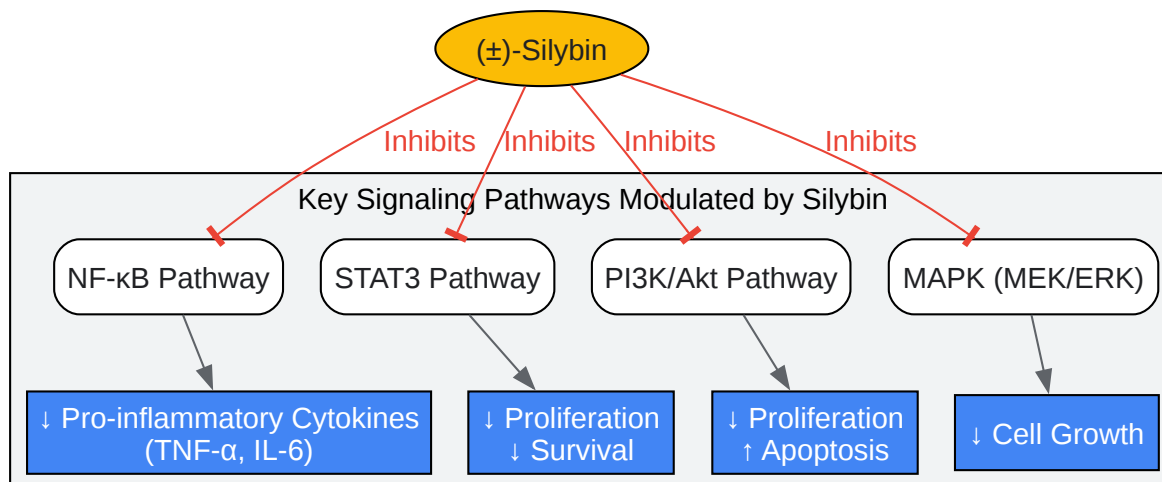 (±)-Silybin
Inhibits
Inhibits
Inhibits
Inhibits
Key Signaling Pathways Modulated by Silybin
NF-κB Pathway
STAT3 Pathway
PI3K/Akt Pathway
MAPK (MEK/ERK)
↓ Pro-inflammatory Cytokines
(TNF-α, IL-6)
↓ Proliferation
↓ Survival
↓ Proliferation
↑ Apoptosis
↓ Cell Growth